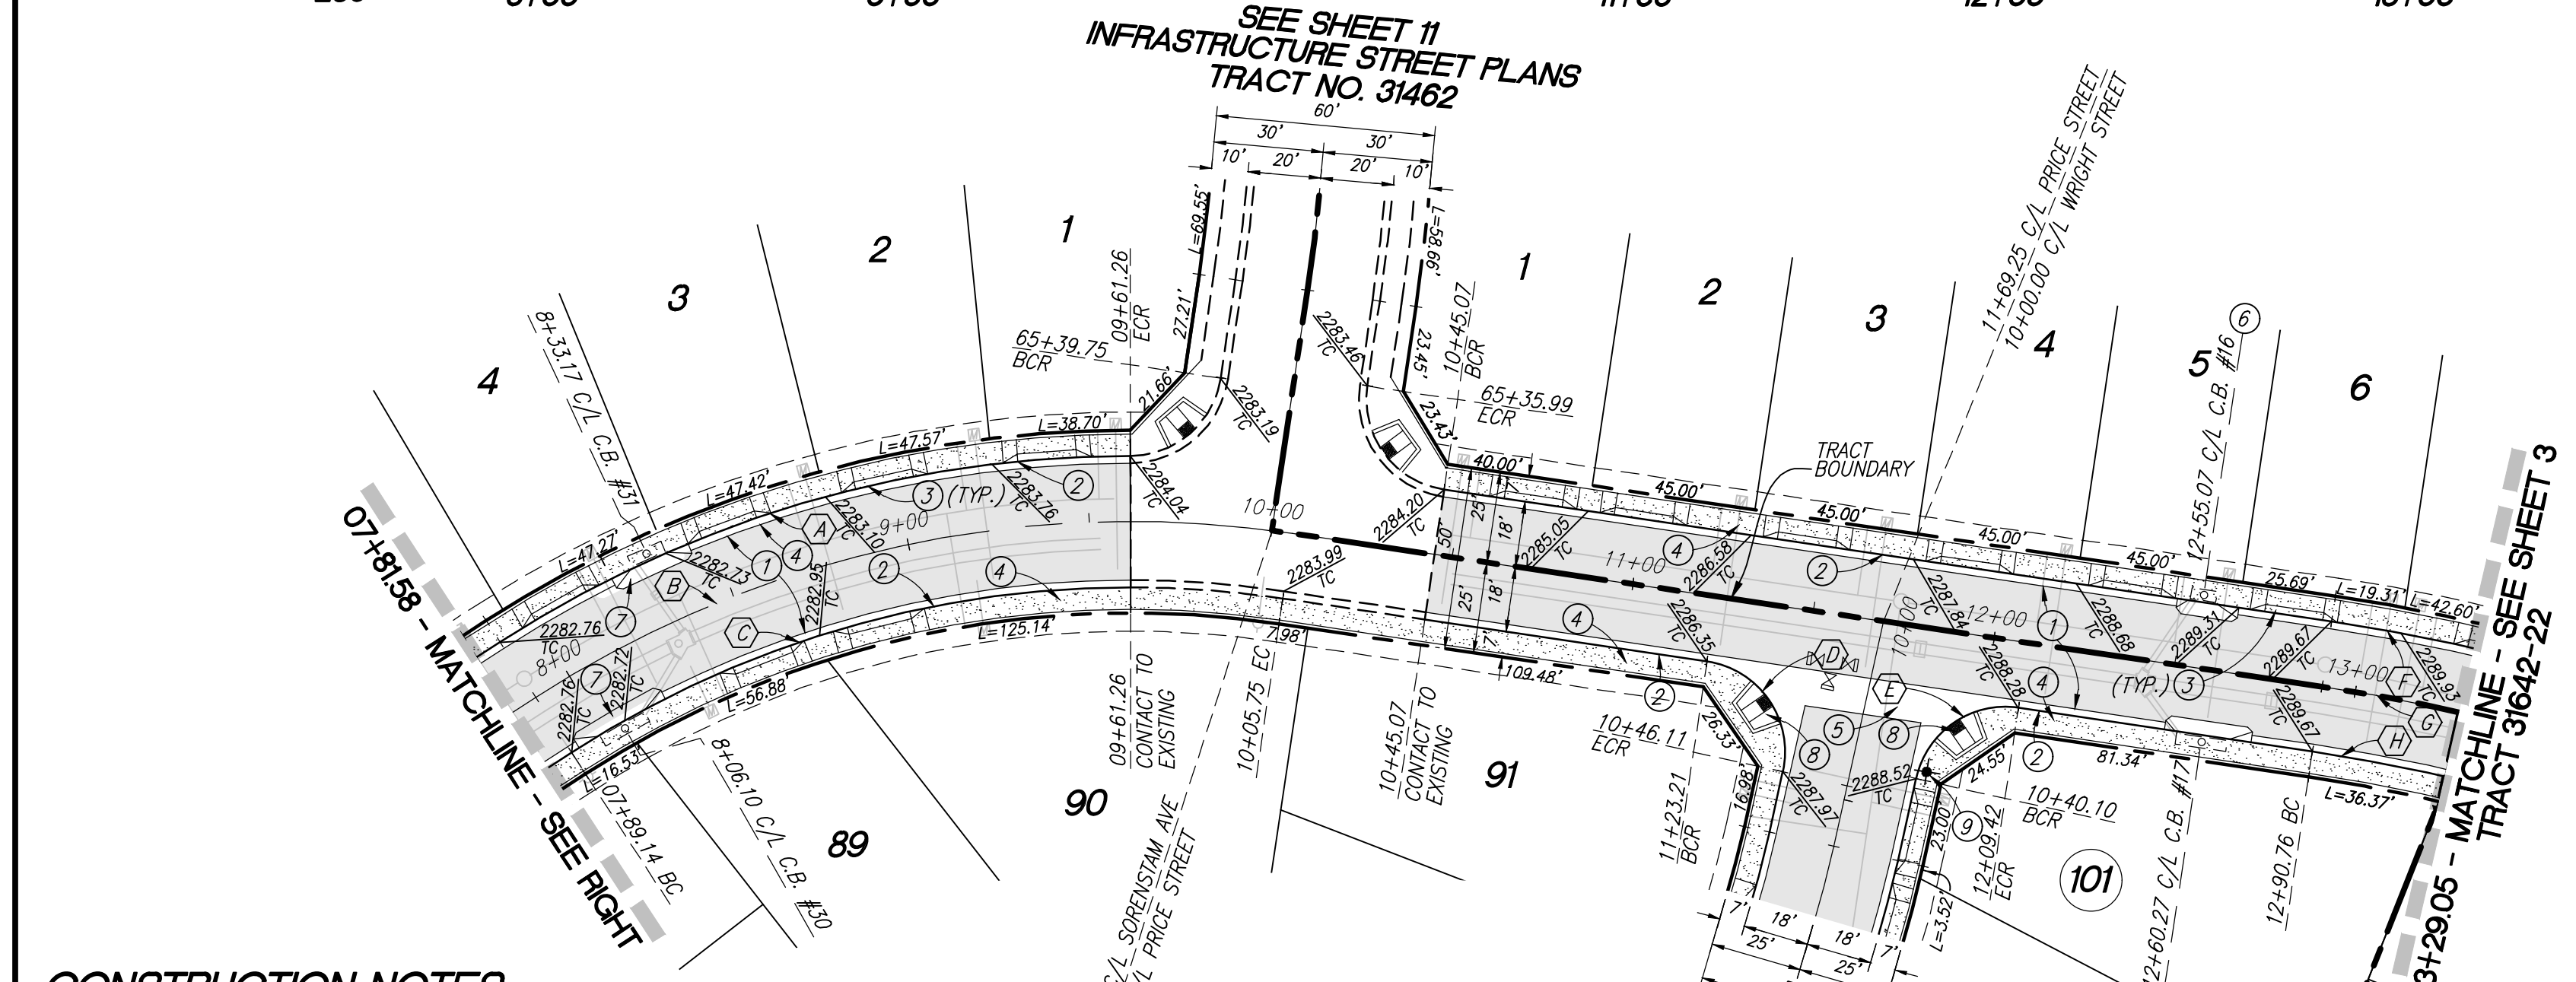 SEE SHEET 11
INFRASTRUCTURE STREET PLANS
TRACT NO. 31462
60'
30'
30'
10'
20'
20'
10'
L=69.55'
27.21'
L=58.66'
23.45'
09+61.26
ECR
65+39.75
BCR
21.66'
2283.19
TC
2283.46
TC
10+45.07
BCR
65+35.99
ECR
23.43'
1
2
3
4
1
2
3
4
5
6
11+69.25 C/L PRICE STREET
10+00.00 C/L WRIGHT STREET
12+55.07 C/L C.B. #16
6
8+33.17 C/L C.B. #31
L=47.27'
L=47.42'
L=47.57'
L=38.70'
40.00'
45.00'
45.00'
45.00'
45.00'
25.69'
L=19.31'
L=42.60'
TRACT
BOUNDARY
07+81.58 - MATCHLINE - SEE RIGHT
3+29.05 - MATCHLINE - SEE SHEET 3
TRACT 31642-22
2282.76
TC
2282.73
TC
2283.10
TC
2283.76
TC
2284.04
TC
2284.20
TC
2285.05
TC
2286.58
TC
2287.84
TC
2288.68
TC
2289.31
TC
2289.67
TC
2289.93
TC
3 (TYP.)
2
A
1
4
B
7
C
2
4
7
8+00
9+00
10+00
11+00
12+00
13+00
10+00
2282.76
TC
2282.72
TC
2282.95
TC
2283.99
TC
2286.35
TC
2288.28
TC
2289.67
TC
2287.97
TC
2288.52
TC
50'
25'
18'
25'
18'
7'
4
2
1
4
2
D
E
5
8
8
4
(TYP.) 3
F
G
H
2
9
L=16.53'
L=56.88'
L=125.14'
7.98'
109.48'
26.33'
16.98'
24.55'
23.00'
L=3.52'
81.34'
L=36.37'
07+89.14 BC
8+06.10 C/L C.B. #30
89
90
91
101
09+61.26
CONTACT TO
EXISTING
10+05.75 EC
C/L SORENSTAM AVE
PRICE STREET
10+45.07
CONTACT TO
EXISTING
10+46.11
ECR
11+23.21
BCR
10+40.10
BCR
12+09.42
ECR
12+60.27 C/L C.B. #17
12+90.76 BC
7'
18'
18'
7'
25'
25'
CONSTRUCTION NOTES